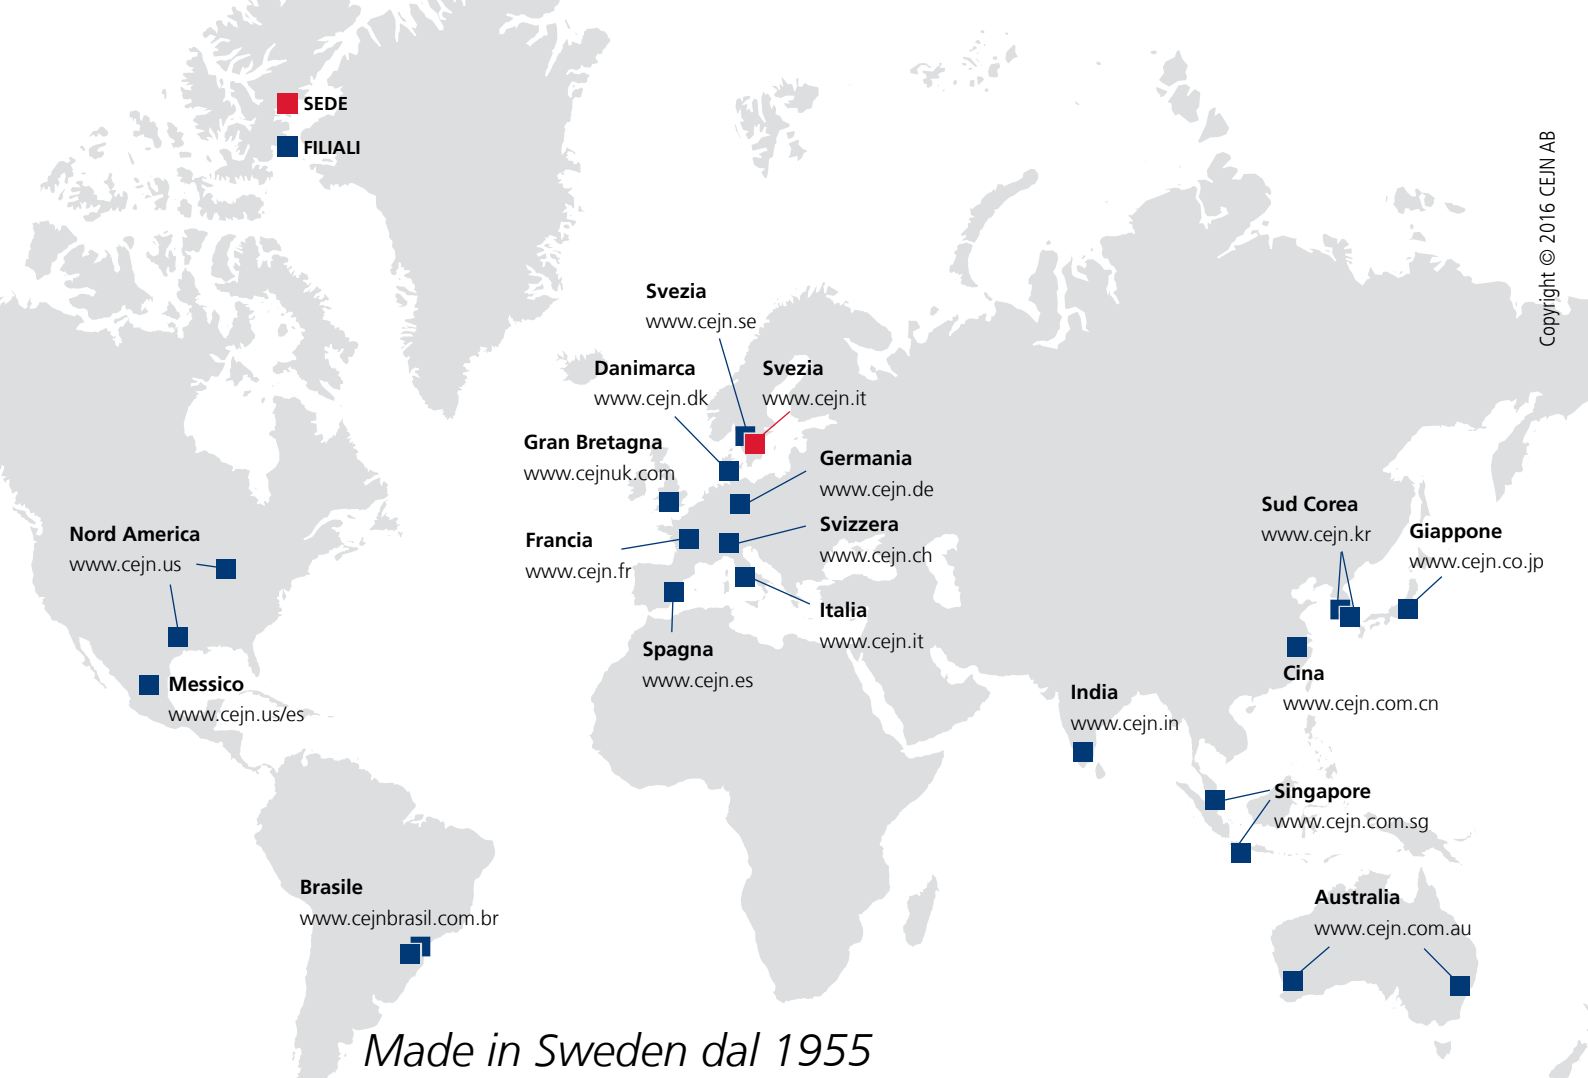 SEDE
FILIALI
Copyright © 2016 CEJN AB
Svezia
www.cejn.se
Danimarca
www.cejn.dk
Svezia
www.cejn.it
Gran Bretagna
www.cejnuk.com
Germania
www.cejn.de
Svizzera
www.cejn.ch
Francia
www.cejn.fr
Italia
www.cejn.it
Spagna
www.cejn.es
Nord America
www.cejn.us
Messico
www.cejn.us/es
Sud Corea
www.cejn.kr
Giappone
www.cejn.co.jp
Cina
www.cejn.com.cn
India
www.cejn.in
Singapore
www.cejn.com.sg
Brasile
www.cejnbrasil.com.br
Australia
www.cejn.com.au
Made in Sweden dal 1955